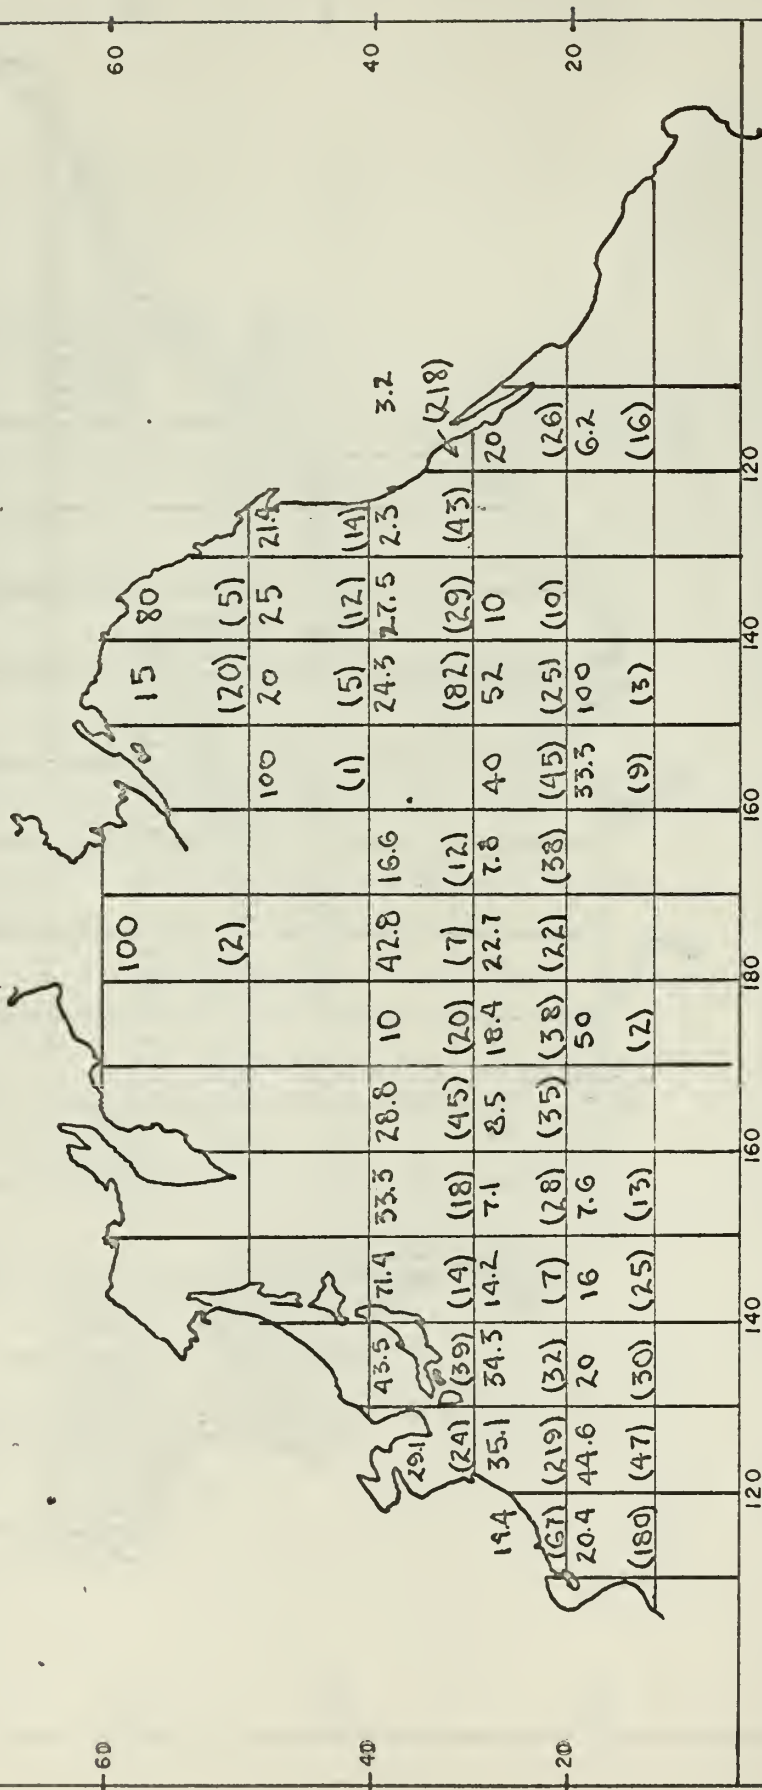 60 60
100 15 80
(2) (20) (5)
100 20 25 21.4
(1) (5) (12) (14)
40 40
29.1 43.5 71.4 33.3 28.8 10 42.8 16.6 24.3 27.5 2.3 3.2
(24) (39) (14) (18) (45) (20) (7) (12) (82) (29) (43) (218)
19.4 35.1 34.3 14.2 7.1 8.5 18.4 22.7 7.8 40 52 10 20
(67) (219) (32) (7) (28) (35) (38) (22) (38) (45) (25) (10) (26)
20 20
20.4 44.6 20 16 7.6 50 33.3 100 6.2
(180) (47) (30) (25) (13) (2) (9) (3) (16)
120 140 160 180 160 140 120